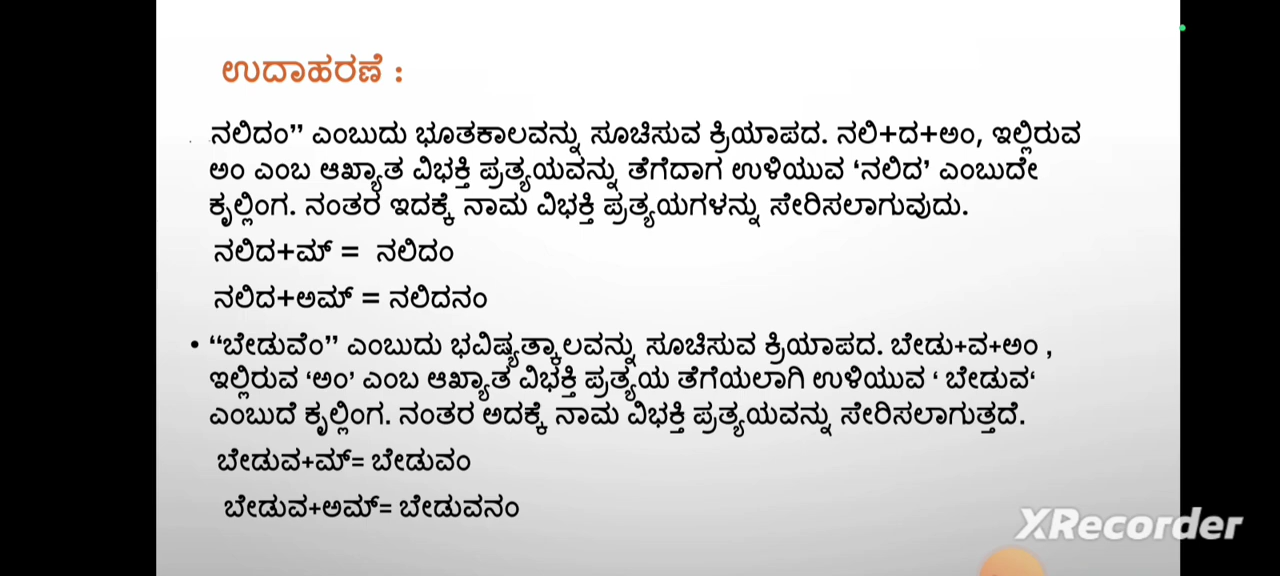 ಉದಾಹರಣೆ :
ನಲಿದಂ” ಎಂಬುದು ಭೂತಕಾಲವನ್ನು ಸೂಚಿಸುವ ಕ್ರಿಯಾಪದ. ನಲಿ+ದ+ಅಂ, ಇಲ್ಲಿರುವ
ಅಂ ಎಂಬ ಆಖ್ಯಾತ ವಿಭಕ್ತಿ ಪ್ರತ್ಯಯವನ್ನು ತೆಗೆದಾಗ ಉಳಿಯುವ ‘ನಲಿದ’ ಎಂಬುದೇ
ಕೃಲ್ಲಿಂಗ. ನಂತರ ಇದಕ್ಕೆ ನಾಮ ವಿಭಕ್ತಿ ಪ್ರತ್ಯಯಗಳನ್ನು ಸೇರಿಸಲಾಗುವುದು.
ನಲಿದ+ಮ್ = ನಲಿದಂ
ನಲಿದ+ಅಮ್ = ನಲಿದನಂ
• “ಬೇಡುವೆಂ” ಎಂಬುದು ಭವಿಷ್ಯತ್ಕಾಲವನ್ನು ಸೂಚಿಸುವ ಕ್ರಿಯಾಪದ. ಬೇಡು+ವ+ಅಂ ,
ಇಲ್ಲಿರುವ ‘ಅಂ’ ಎಂಬ ಆಖ್ಯಾತ ವಿಭಕ್ತಿ ಪ್ರತ್ಯಯ ತೆಗೆಯಲಾಗಿ ಉಳಿಯುವ ‘ ಬೇಡುವ‘
ಎಂಬುದೆ ಕೃಲ್ಲಿಂಗ. ನಂತರ ಅದಕ್ಕೆ ನಾಮ ವಿಭಕ್ತಿ ಪ್ರತ್ಯಯವನ್ನು ಸೇರಿಸಲಾಗುತ್ತದೆ.
ಬೇಡುವ+ಮ್= ಬೇಡುವಂ
ಬೇಡುವ+ಅಮ್= ಬೇಡುವನಂ
XRecorder